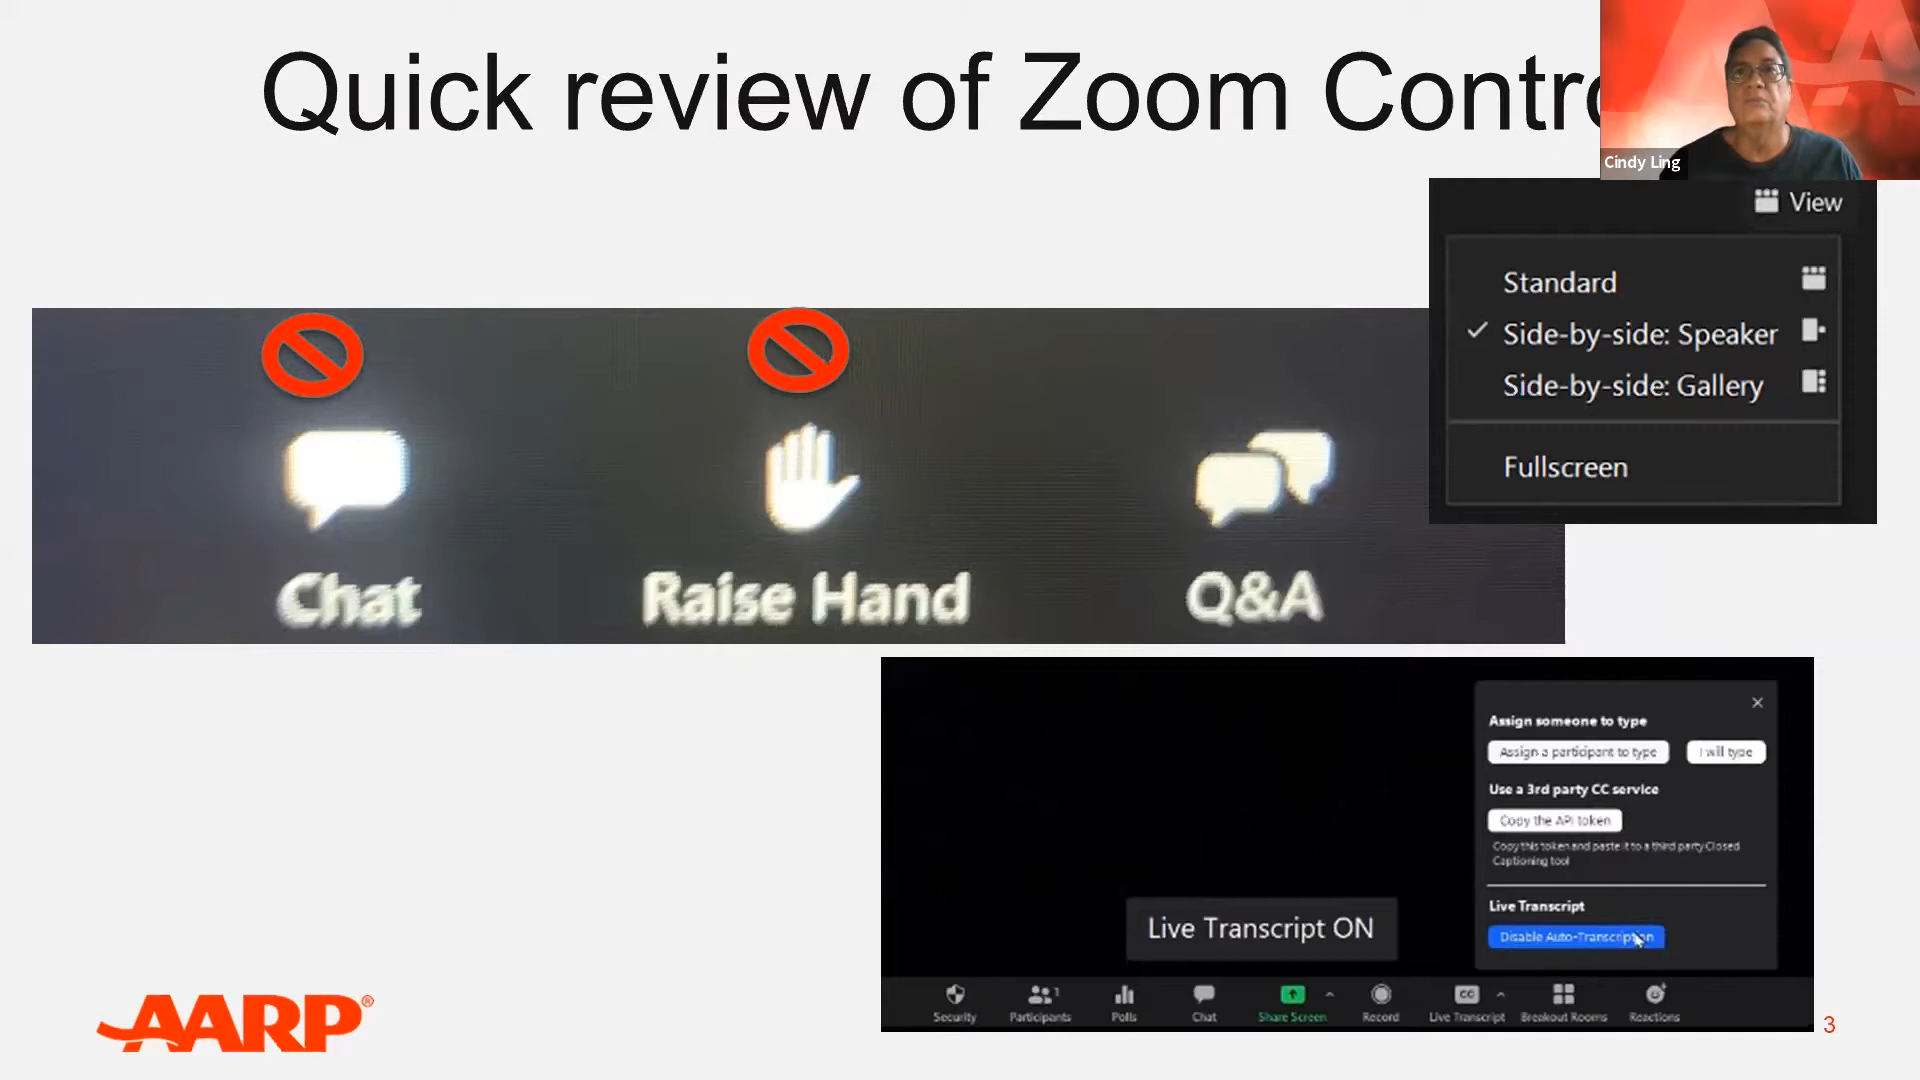 Quick review of Zoom Contro
Cindy Ling
View
Standard
Side-by-side: Speaker
Side-by-side: Gallery
Fullscreen
Chat
Raise Hand
Q&A
Assign someone to type
Assign a participant to type
I will type
Use a 3rd party CC service
Copy the API token
Copy this token and paste it to a third party Closed
Captioning tool
Live Transcript
Disable Auto-Transcription
Live Transcript ON
Security
Participants 1
Polls
Chat
Share Screen
Record
CC
Live Transcript
Breakout Rooms
Reactions
AARP®
3